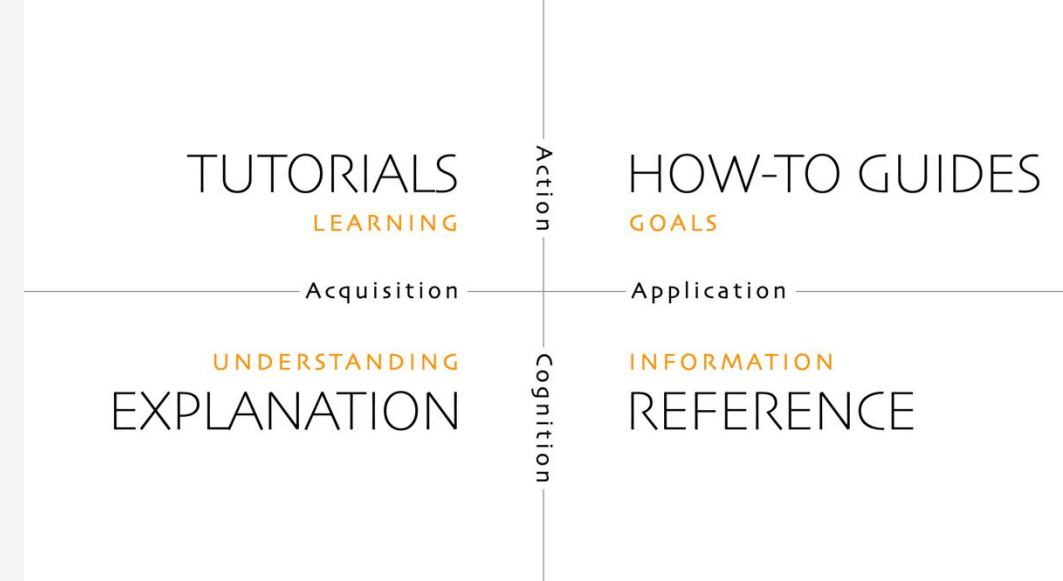 TUTORIALS
LEARNING
Action
HOW-TO GUIDES
GOALS
Acquisition
Application
UNDERSTANDING
EXPLANATION
Cognition
INFORMATION
REFERENCE